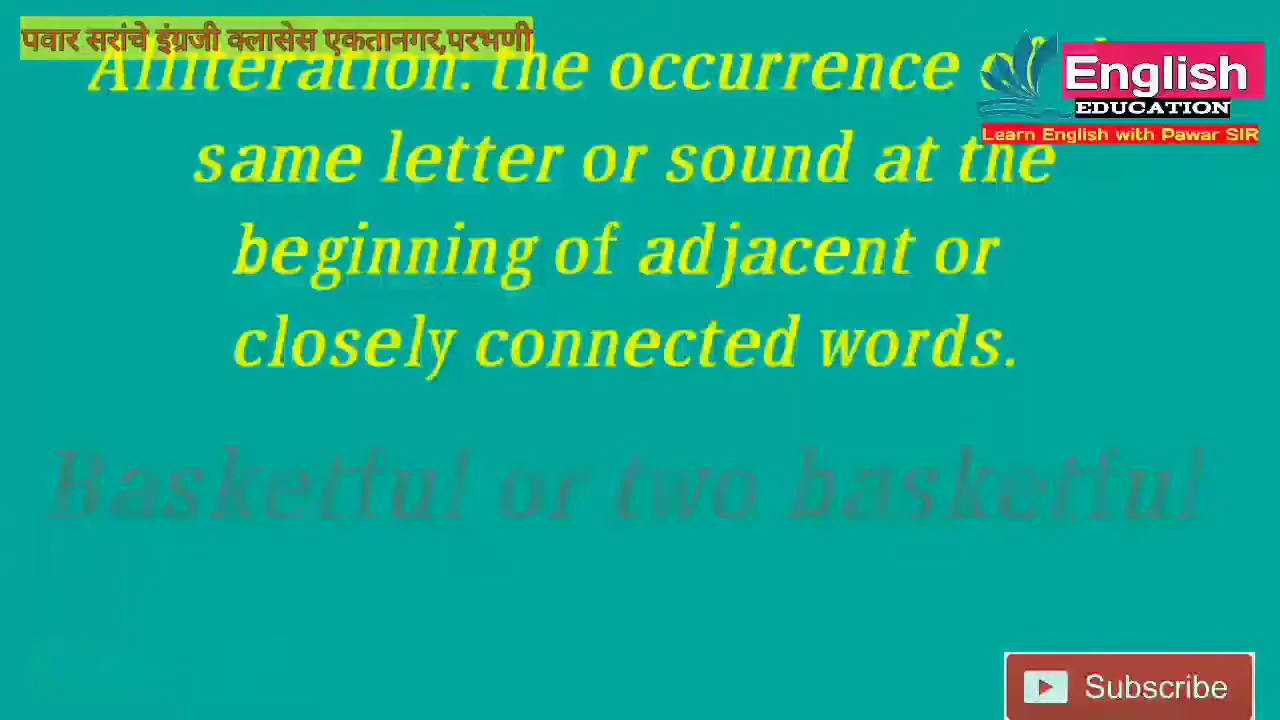 पवार सरांचे इंग्रजी क्लासेस एकतानगर,परभणी
Alliteration. the occurrence
English
EDUCATION
Learn English with Pawar SIR
same letter or sound at the
beginning of adjacent or
closely connected words.
Basketful or two basketful
Subscribe